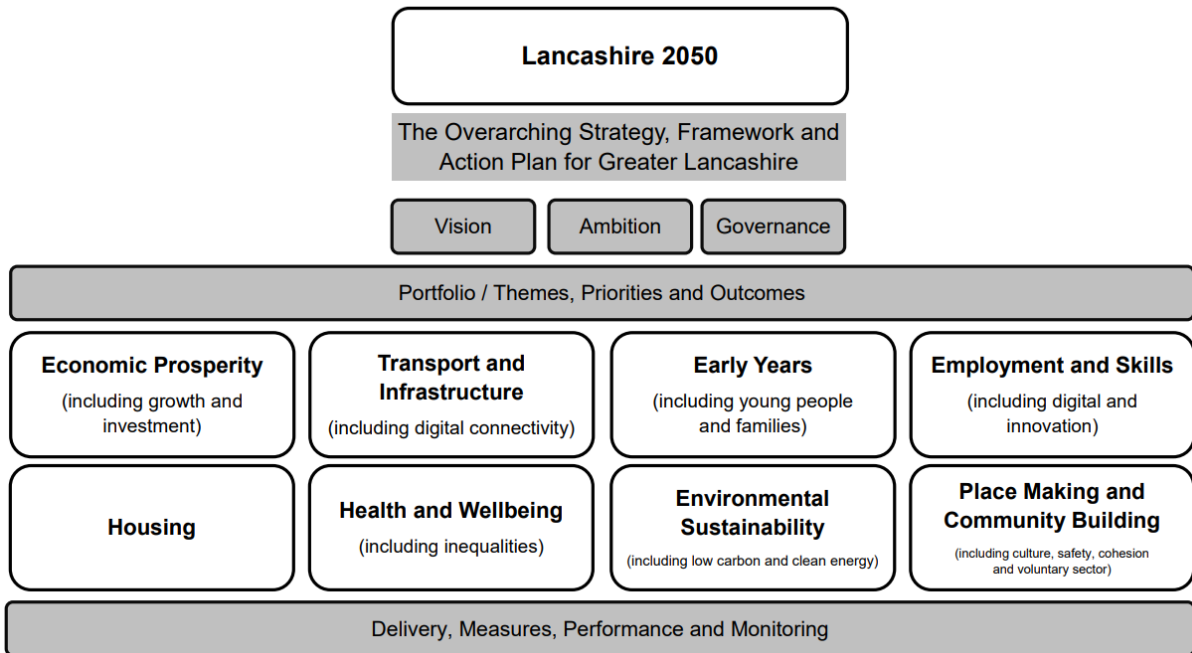 Lancashire 2050
The Overarching Strategy, Framework and
Action Plan for Greater Lancashire
Vision
Ambition
Governance
Portfolio / Themes, Priorities and Outcomes
Economic Prosperity
(including growth and
investment)
Transport and
Infrastructure
(including digital connectivity)
Early Years
(including young people
and families)
Employment and Skills
(including digital and
innovation)
Housing
Health and Wellbeing
(including inequalities)
Environmental
Sustainability
(including low carbon and clean energy)
Place Making and
Community Building
(including culture, safety, cohesion
and voluntary sector)
Delivery, Measures, Performance and Monitoring